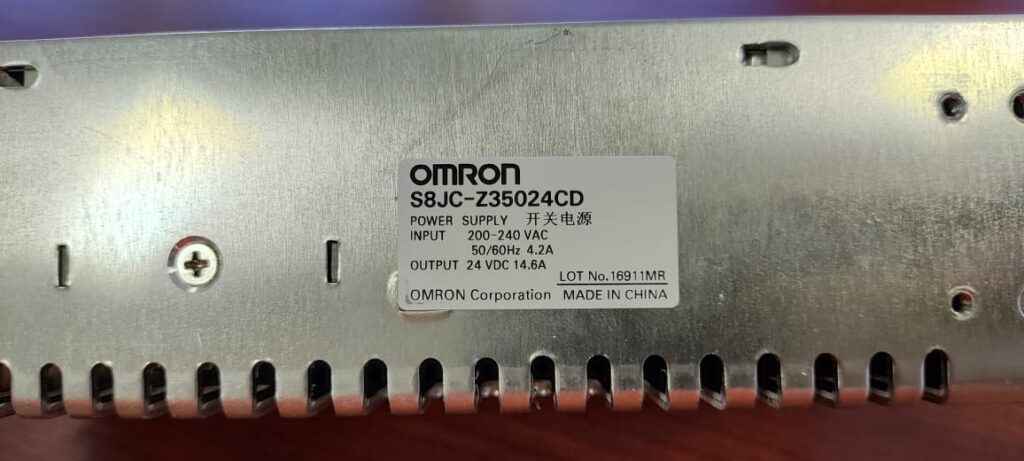 OMRON
S8JC-Z35024CD
POWER SUPPLY 开关电源
INPUT 200-240 VAC
50/60Hz 4.2A
OUTPUT 24 VDC 14.6A
LOT No.16911MR
OMRON Corporation MADE IN CHINA